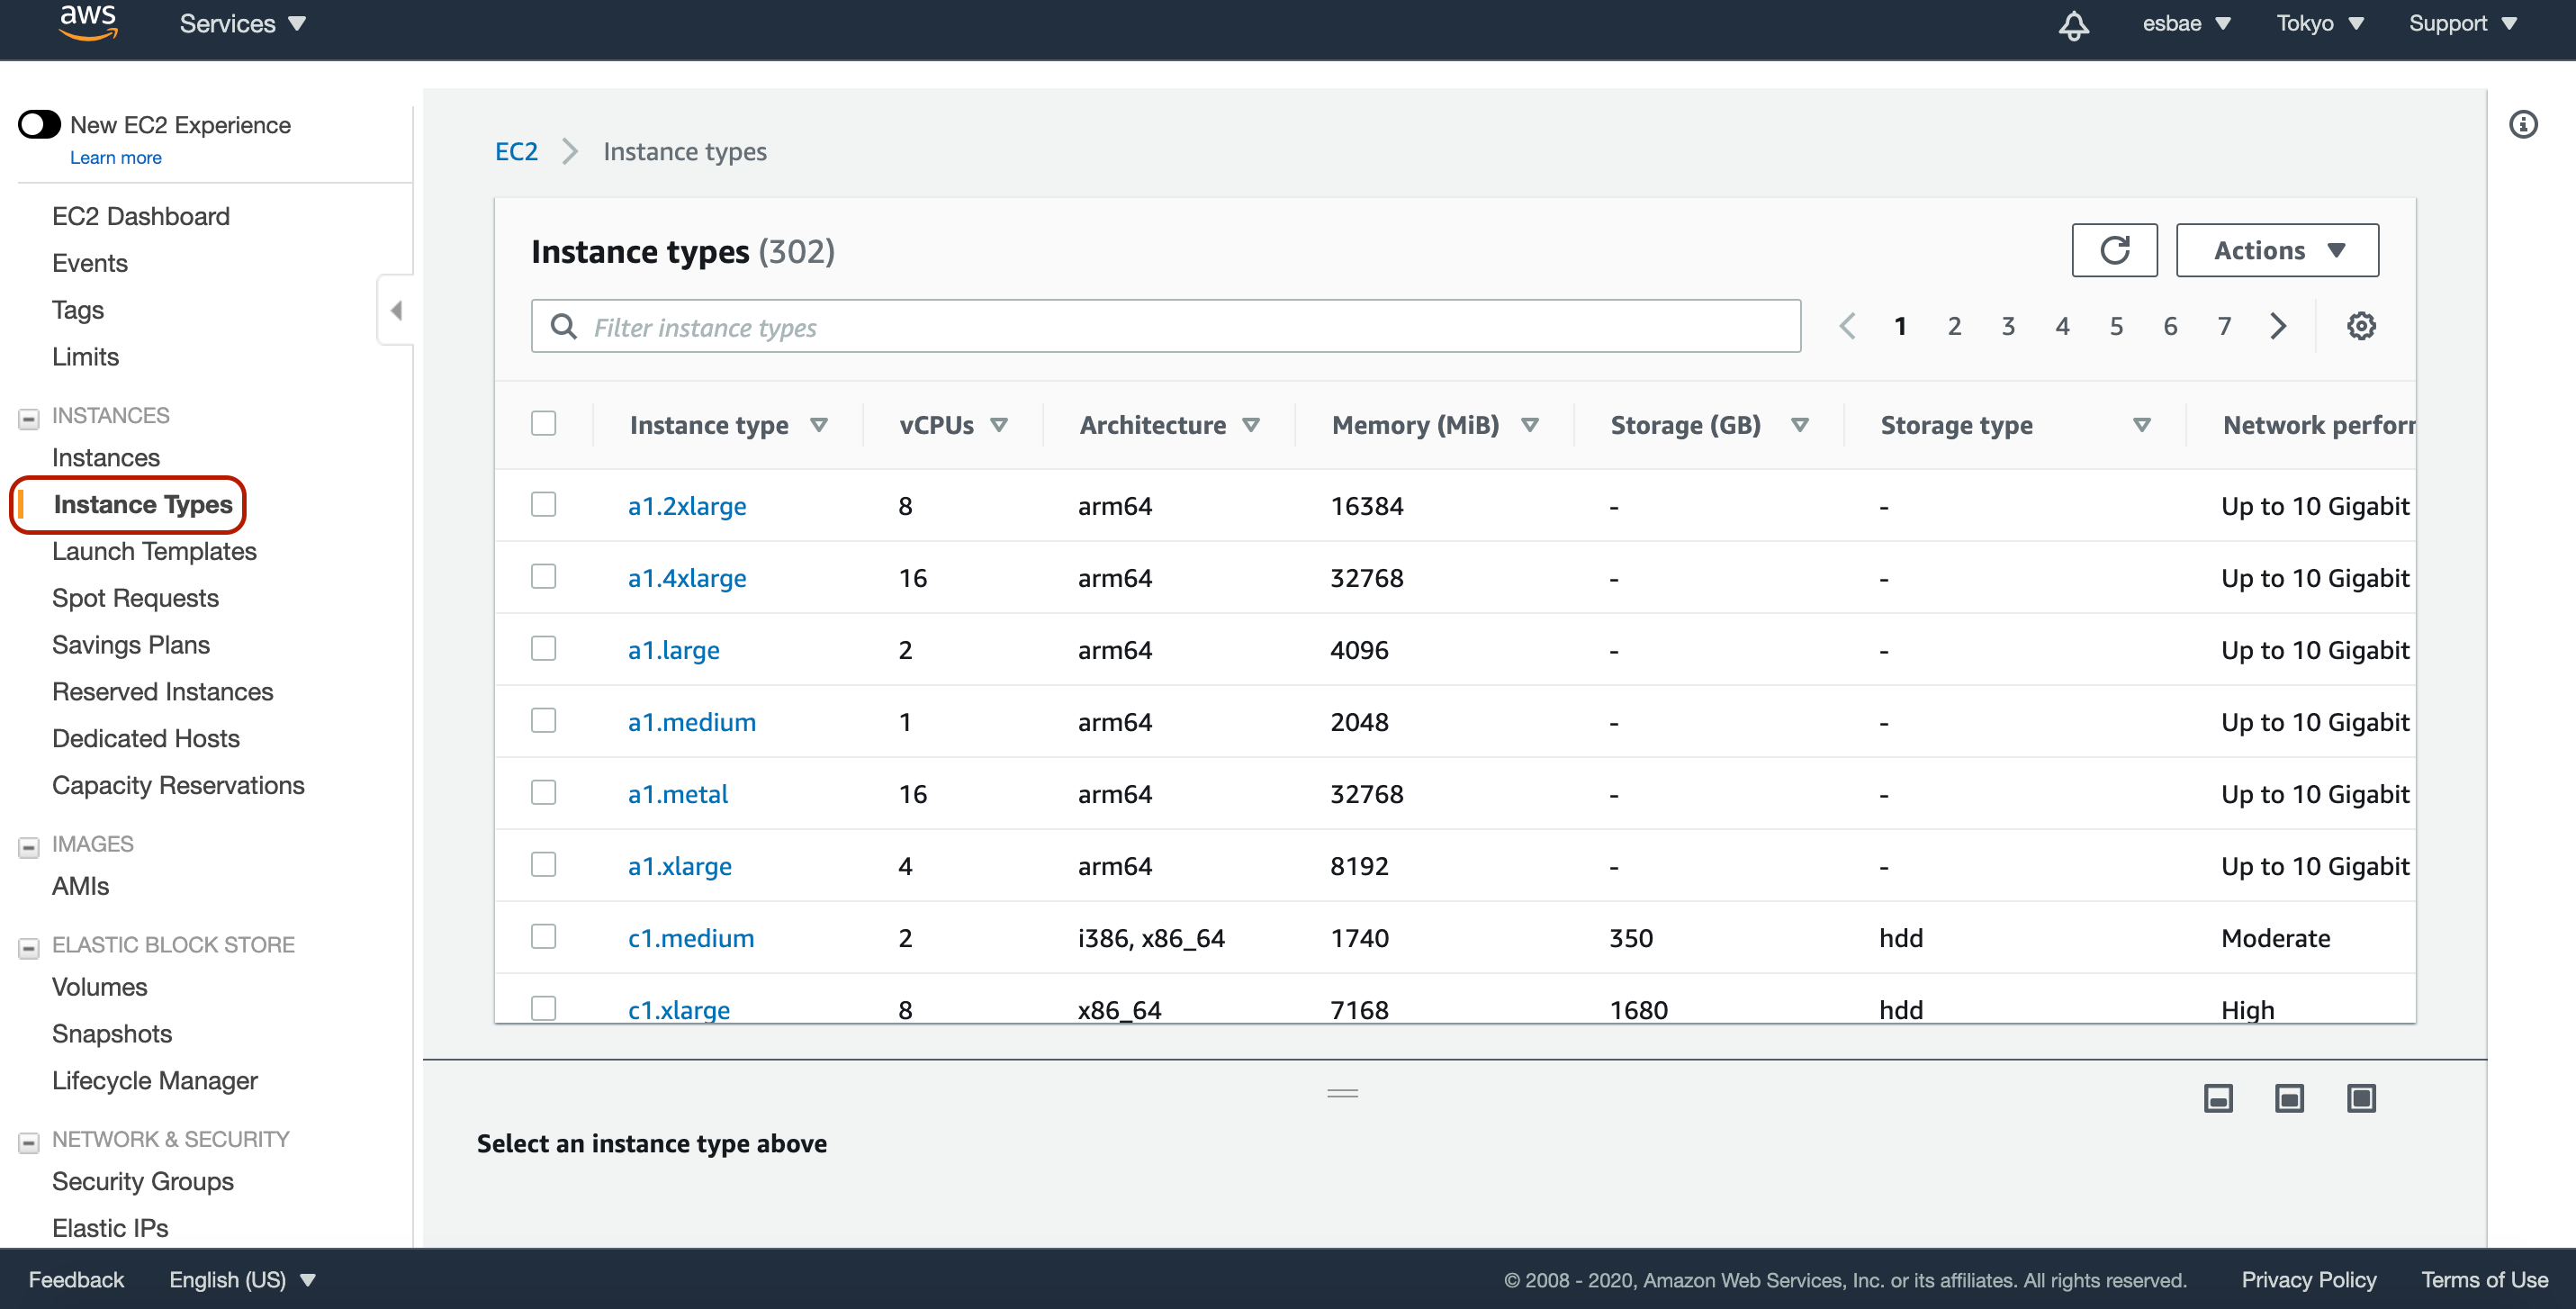 aws Services esbae Tokyo Support
New EC2 Experience
Learn more
EC2 Dashboard
Events
Tags
Limits
INSTANCES
Instances
Instance Types
Launch Templates
Spot Requests
Savings Plans
Reserved Instances
Dedicated Hosts
Capacity Reservations
IMAGES
AMIs
ELASTIC BLOCK STORE
Volumes
Snapshots
Lifecycle Manager
NETWORK & SECURITY
Security Groups
Elastic IPs
EC2 Instance types
Instance types (302) Actions
Filter instance types 1 2 3 4 5 6 7
Instance type vCPUs Architecture Memory (MiB) Storage (GB) Storage type Network perform
a1.2xlarge 8 arm64 16384 - - Up to 10 Gigabit
a1.4xlarge 16 arm64 32768 - - Up to 10 Gigabit
a1.large 2 arm64 4096 - - Up to 10 Gigabit
a1.medium 1 arm64 2048 - - Up to 10 Gigabit
a1.metal 16 arm64 32768 - - Up to 10 Gigabit
a1.xlarge 4 arm64 8192 - - Up to 10 Gigabit
c1.medium 2 i386, x86_64 1740 350 hdd Moderate
c1.xlarge 8 x86_64 7168 1680 hdd High
Select an instance type above
Feedback English (US) © 2008 - 2020, Amazon Web Services, Inc. or its affiliates. All rights reserved. Privacy Policy Terms of Use